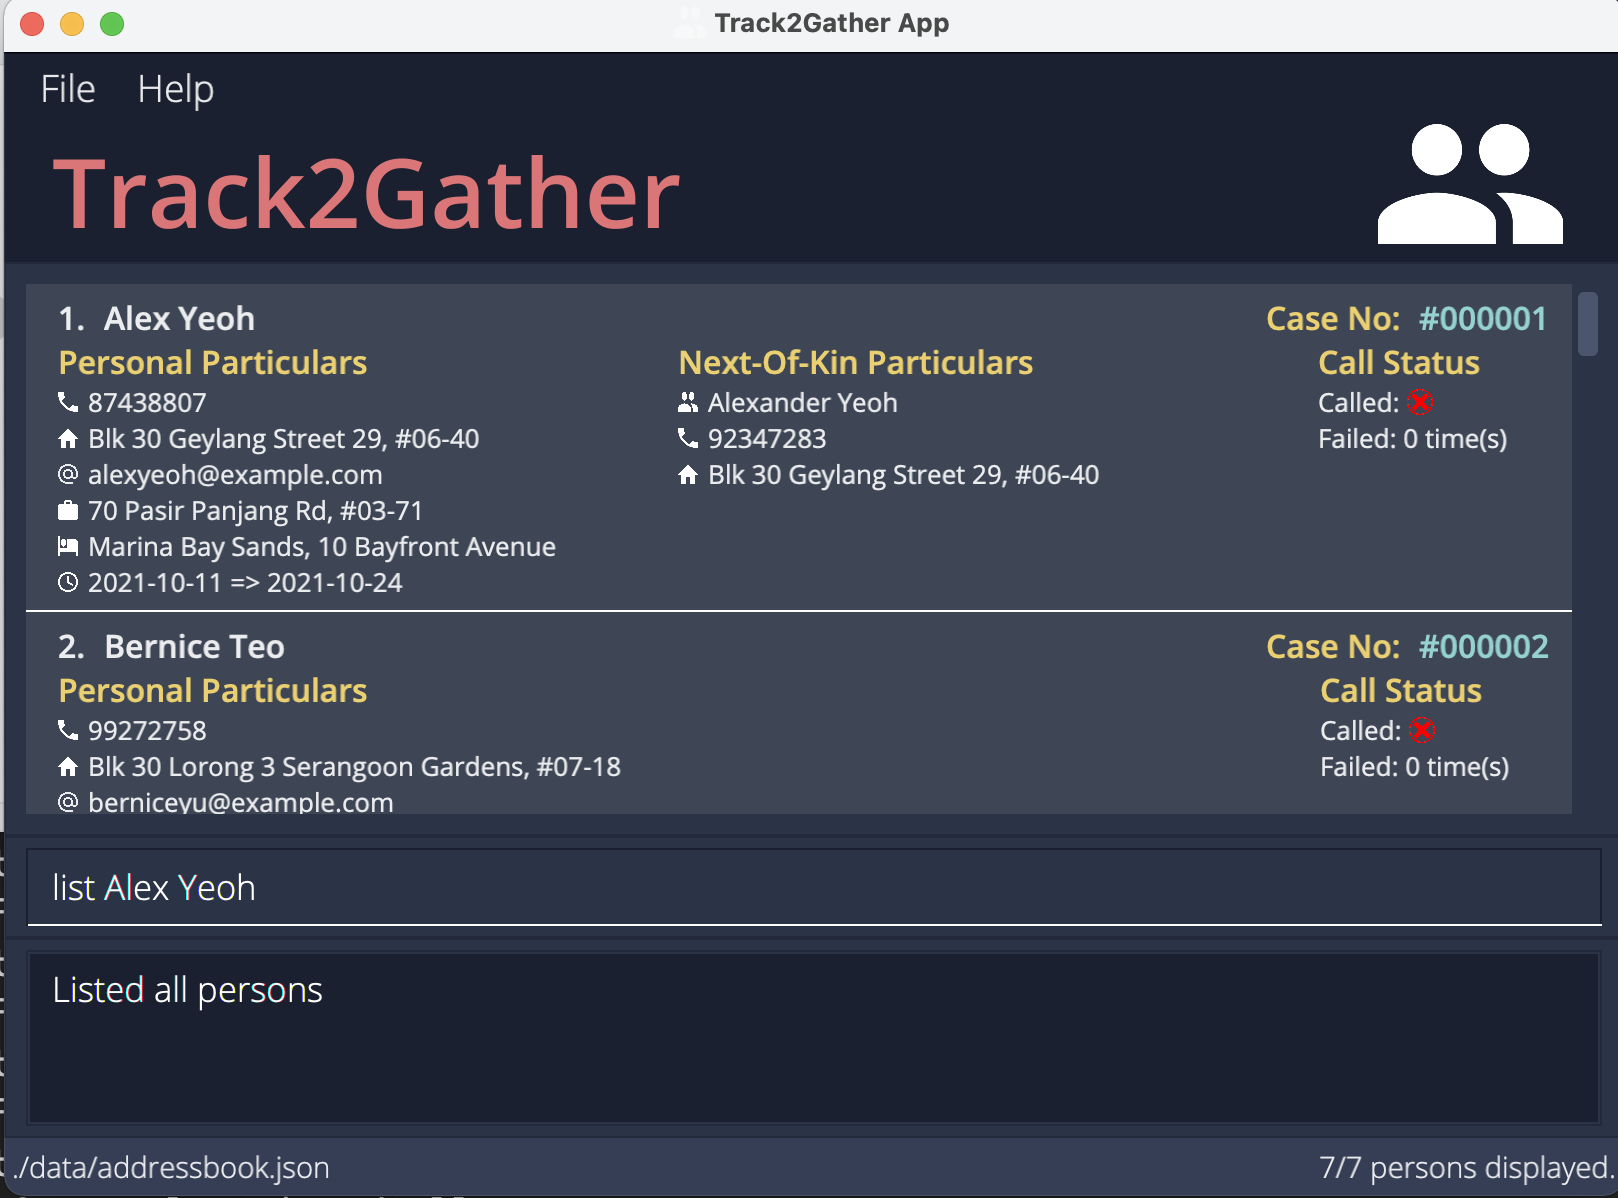 Track2Gather App
File Help
Track2Gather
1. Alex Yeoh
Case No: #000001
Personal Particulars
87438807
Blk 30 Geylang Street 29, #06-40
alexyeoh@example.com
70 Pasir Panjang Rd, #03-71
Marina Bay Sands, 10 Bayfront Avenue
2021-10-11 => 2021-10-24
Next-Of-Kin Particulars
Alexander Yeoh
92347283
Blk 30 Geylang Street 29, #06-40
Call Status
Called:
Failed: 0 time(s)
2. Bernice Teo
Case No: #000002
Personal Particulars
99272758
Blk 30 Lorong 3 Serangoon Gardens, #07-18
berniceyu@example.com
Call Status
Called:
Failed: 0 time(s)
list Alex Yeoh
Listed all persons
./data/addressbook.json
7/7 persons displayed.